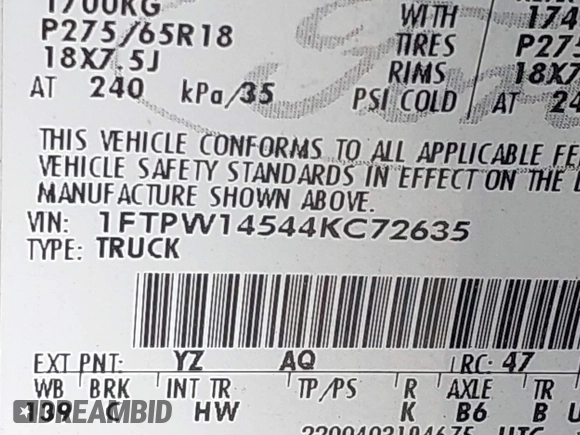 1700KG
P275/65R18
18X7.5J
AT 240 kPa/35 PSI COLD
WITH 174
TIRES P275
RIMS 18X7
AT 24
THIS VEHICLE CONFORMS TO ALL APPLICABLE FE
VEHICLE SAFETY STANDARDS IN EFFECT ON THE
MANUFACTURE SHOWN ABOVE.
VIN: 1FTPW14544KC72635
TYPE: TRUCK
EXT PNT: YZ AQ RC: 47
WB BRK INT TR TP/PS R AXLE TR
139 C HW K B6 B U
DREAMBID